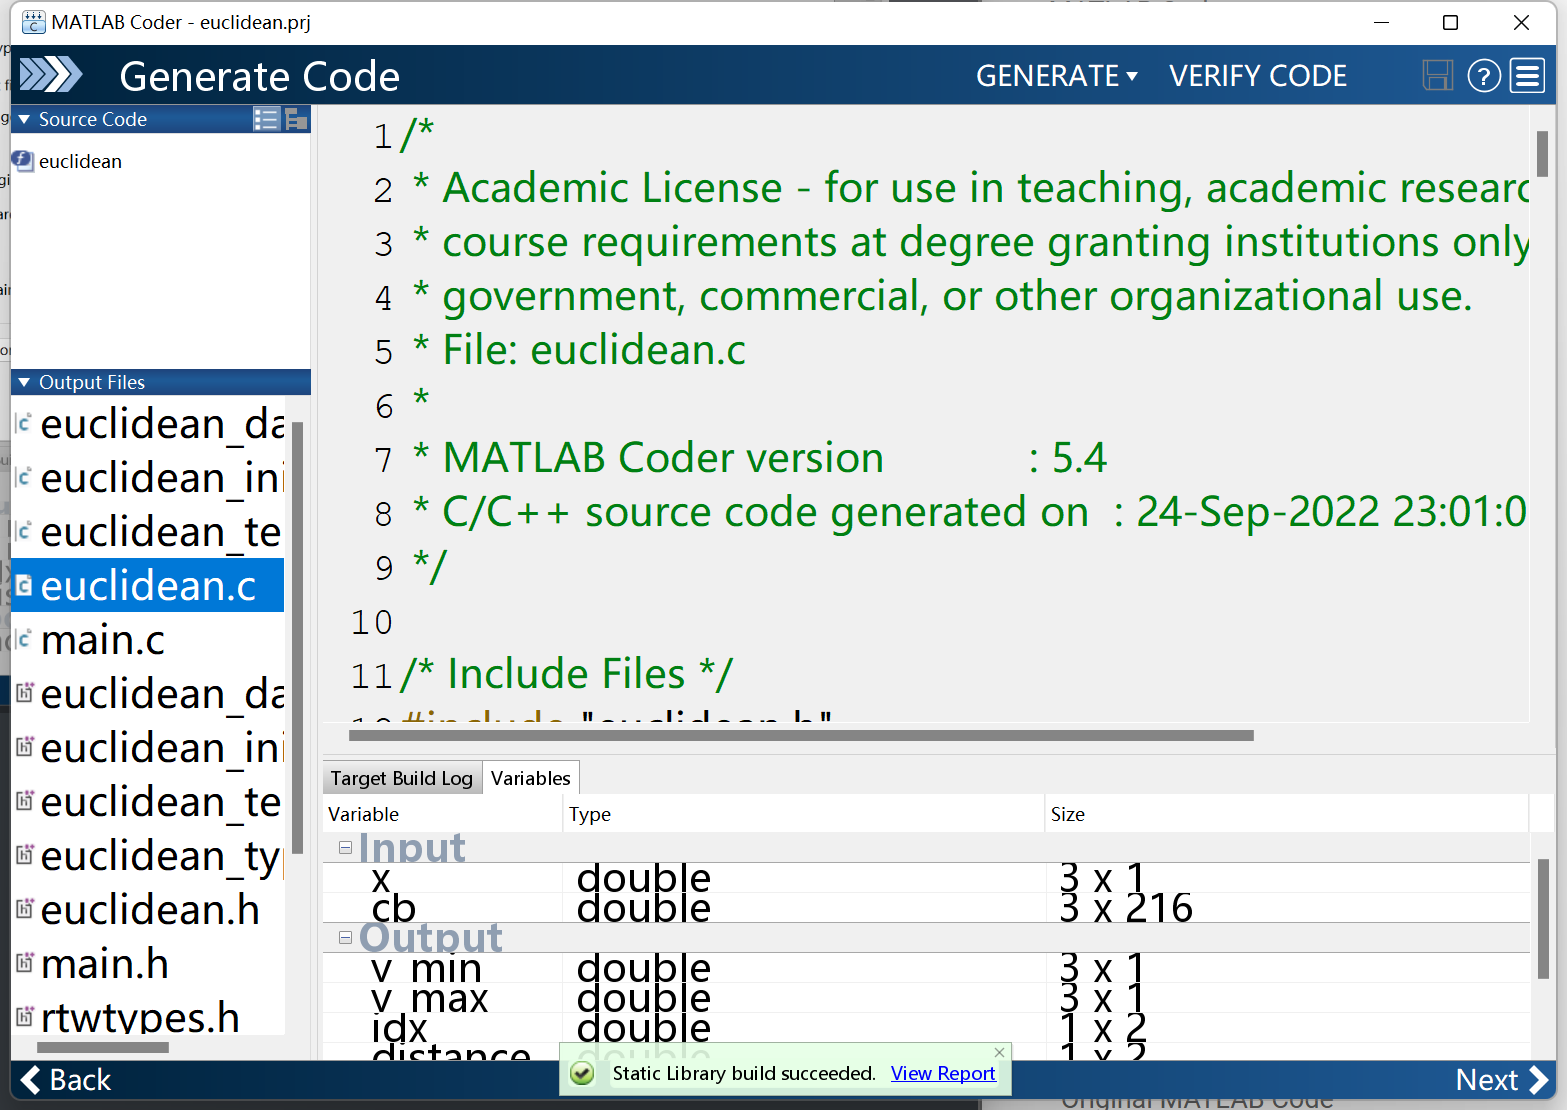 MATLAB Coder - euclidean.prj
Generate Code
GENERATE
VERIFY CODE
Source Code
euclidean
Output Files
euclidean_da
euclidean_ini
euclidean_te
euclidean.c
main.c
euclidean_da
euclidean_ini
euclidean_te
euclidean_ty
euclidean.h
main.h
rtwtypes.h
1 /*
2 * Academic License - for use in teaching, academic researc
3 * course requirements at degree granting institutions only
4 * government, commercial, or other organizational use.
5 * File: euclidean.c
6 *
7 * MATLAB Coder version : 5.4
8 * C/C++ source code generated on : 24-Sep-2022 23:01:0
9 */
10
11 /* Include Files */
12 #include "euclidean.h"
Target Build Log
Variables
Variable Type Size
Input
x double 3 x 1
cb double 3 x 216
Output
v_min double 3 x 1
v_max double 3 x 1
idx double 1 x 2
distance double 1 x 2
Static Library build succeeded. View Report
Back
Next
Original MATLAB Code